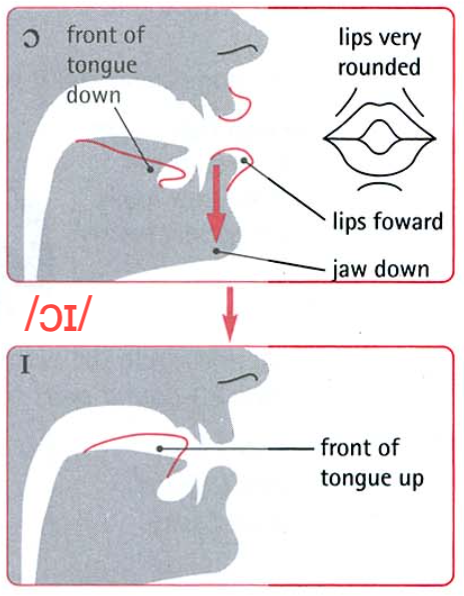 ɔ
front of
tongue
down
lips very
rounded
lips foward
jaw down
/ɔɪ/
ɪ
front of
tongue up